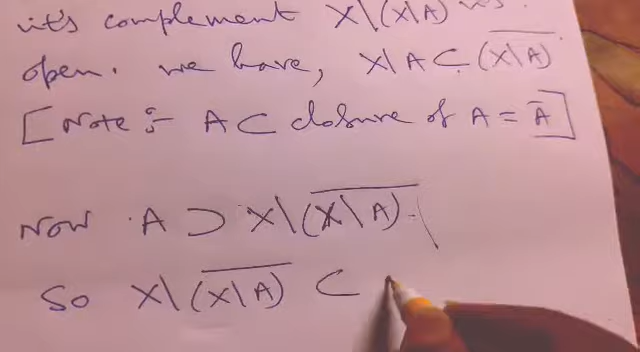 it's complement X\(X\A) is
open. we have, X\A ⊂ (X\A)̅
[Note :- A ⊂ closure of A = A̅]
Now A ⊃ X\(X\A)̅.
So X\(X\A)̅ ⊂